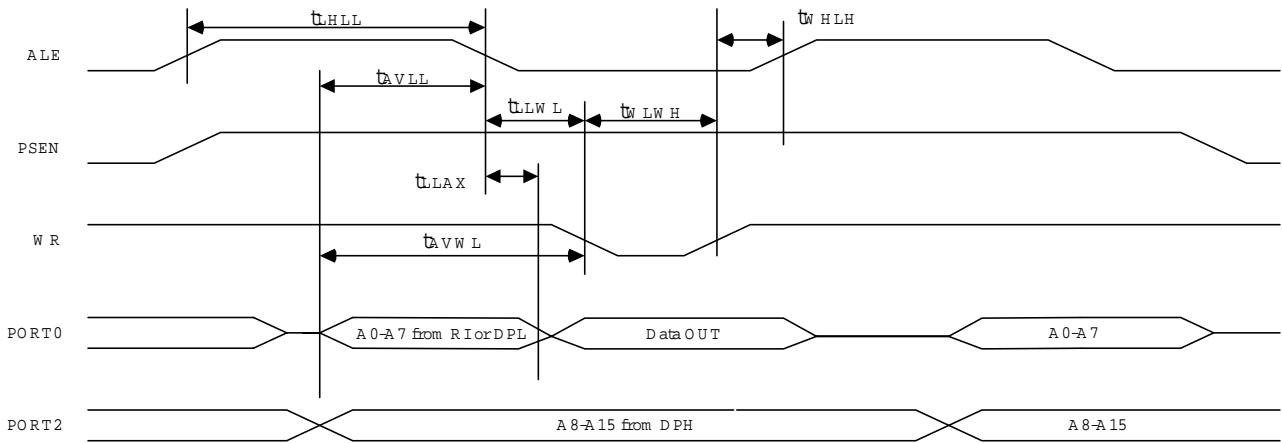 tLHLL
tWHLH
ALE
tAVLL
tLLWL
tWLWH
PSEN
tLLAX
WR
tAVWL
PORT0
A0-A7 from RI or DPL
Data OUT
A0-A7
PORT2
A8-A15 from DPH
A8-A15